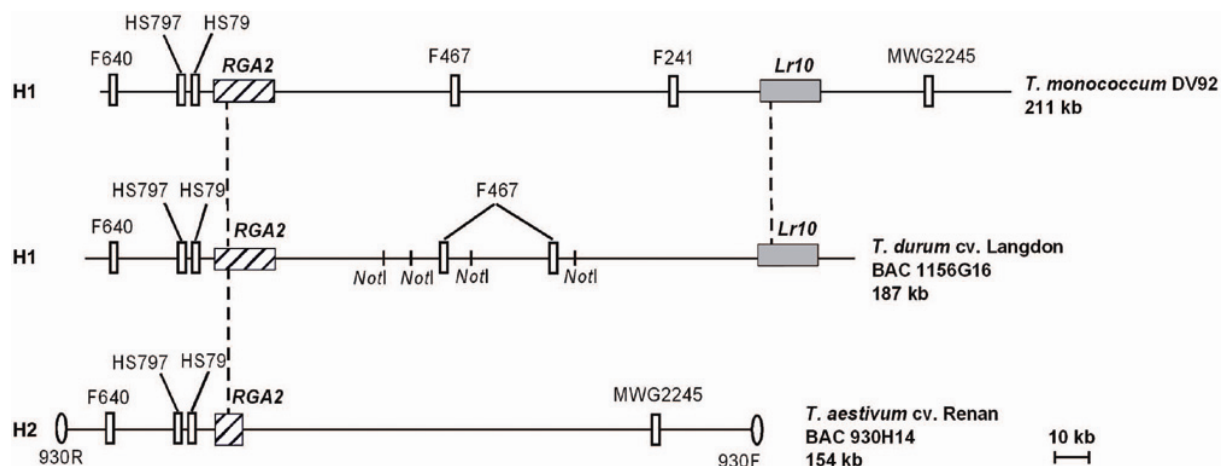 HS797 HS79
F640 RGA2 F467 F241 Lr10 MWG2245
H1 T. monococcum DV92
211 kb
HS797 HS79 F467
F640 RGA2 Lr10
H1 T. durum cv. Langdon
NotI NotI NotI NotI BAC 1156G16
187 kb
HS797 HS79
F640 RGA2 MWG2245
H2 T. aestivum cv. Renan
BAC 930H14 10 kb
930R 930F 154 kb